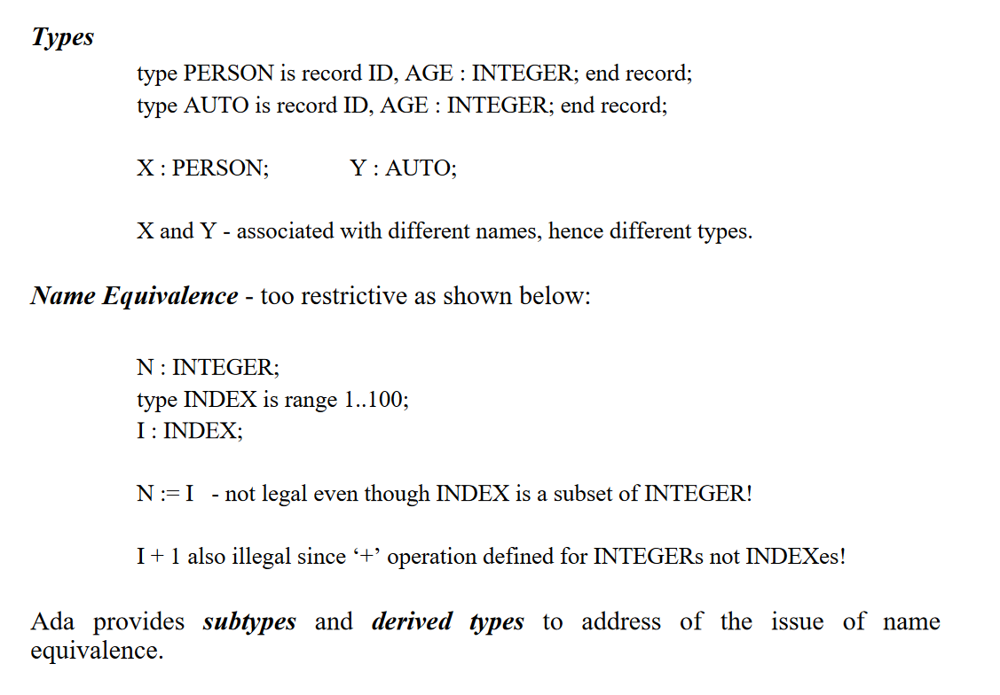 Types
type PERSON is record ID, AGE : INTEGER; end record;
type AUTO is record ID, AGE : INTEGER; end record;
X : PERSON; Y : AUTO;
X and Y - associated with different names, hence different types.
Name Equivalence - too restrictive as shown below:
N : INTEGER;
type INDEX is range 1..100;
I : INDEX;
N := I - not legal even though INDEX is a subset of INTEGER!
I + 1 also illegal since ‘+’ operation defined for INTEGERs not INDEXes!
Ada provides subtypes and derived types to address of the issue of name
equivalence.